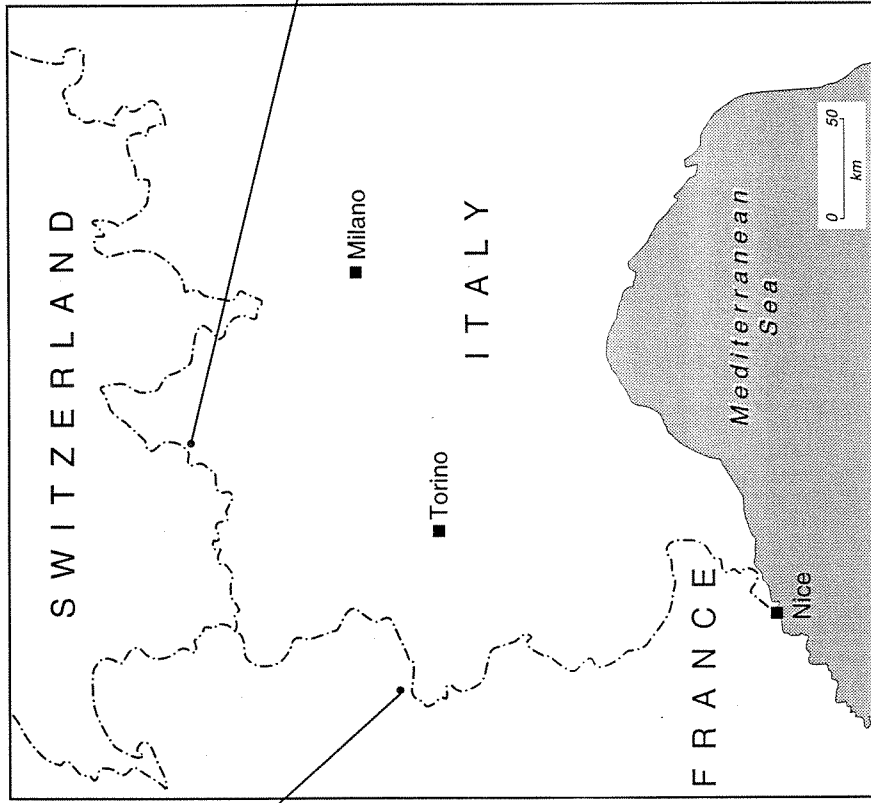 SWITZERLAND
Milano
ITALY
Torino
Mediterranean
Sea
0 50
km
FRANCE
Nice